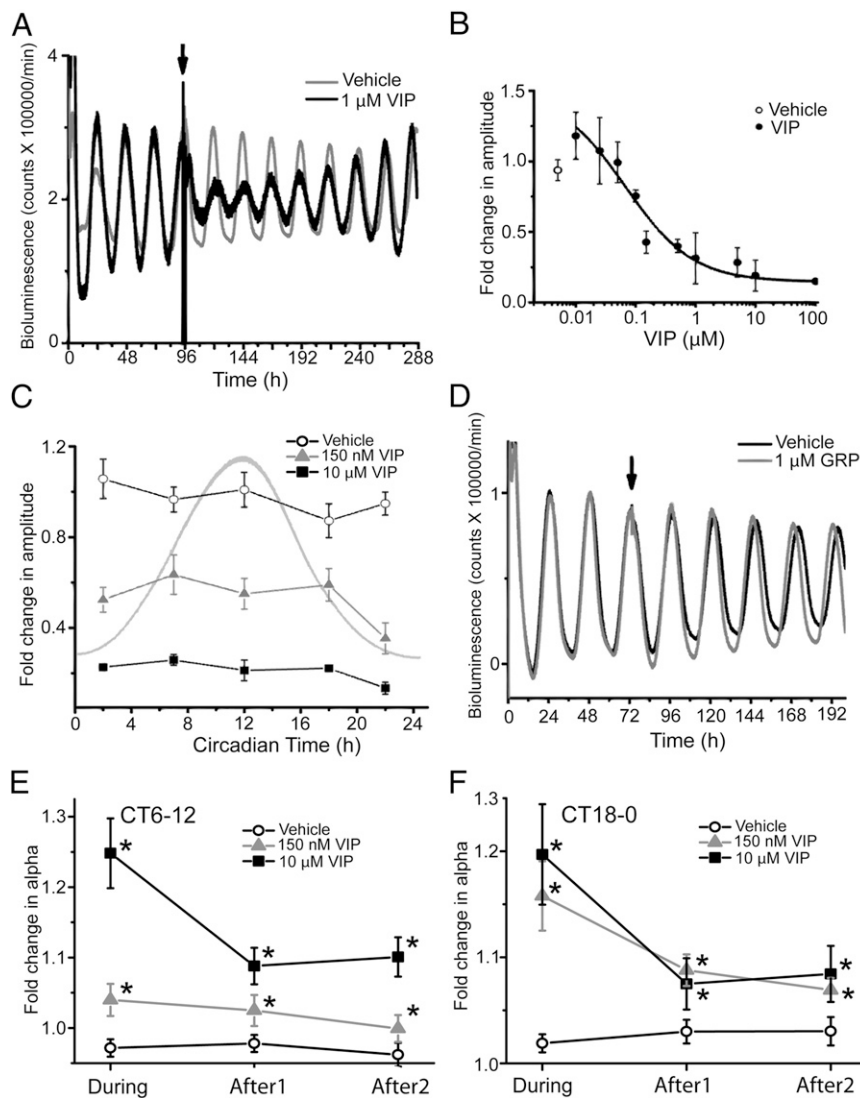 A
Bioluminescence (counts X 100000/min)
4
2
0
Vehicle
1 µM VIP
0 48 96 144 192 240 288
Time (h)
B
Fold change in amplitude
1.5
1.0
0.5
0.0
Vehicle
VIP
0.01 0.1 1 10 100
VIP (µM)
C
Fold change in amplitude
1.2
0.8
0.4
Vehicle
150 nM VIP
10 µM VIP
0 4 8 12 16 20 24
Circadian Time (h)
D
Bioluminescence (counts X 100000/min)
1
0
Vehicle
1 µM GRP
0 24 48 72 96 120 144 168 192
Time (h)
E
CT6-12
Fold change in alpha
1.3
1.2
1.1
1.0
Vehicle
150 nM VIP
10 µM VIP
*
*
*
*
*
*
During After1 After2
F
CT18-0
Fold change in alpha
1.3
1.2
1.1
1.0
Vehicle
150 nM VIP
10 µM VIP
*
*
*
*
*
*
During After1 After2